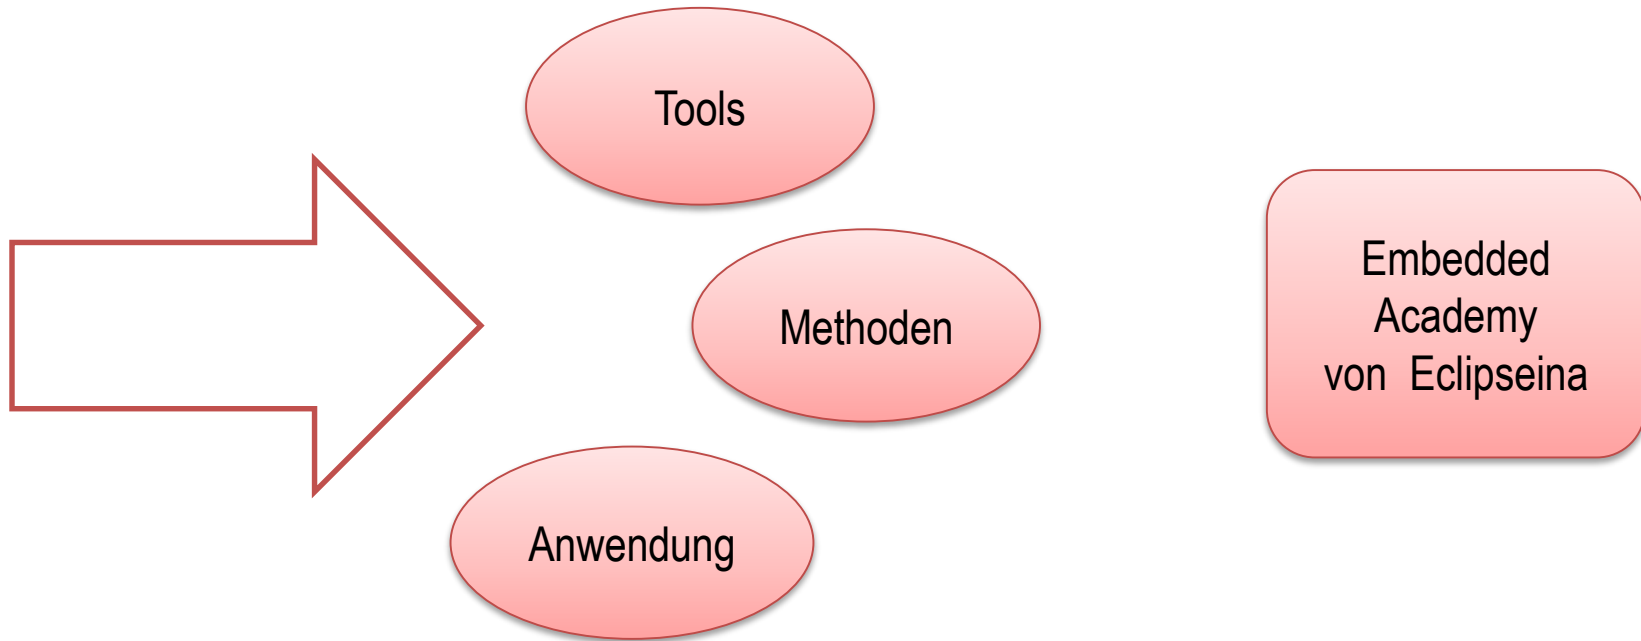 Tools
Methoden
Anwendung
Embedded
Academy
von Eclipseina